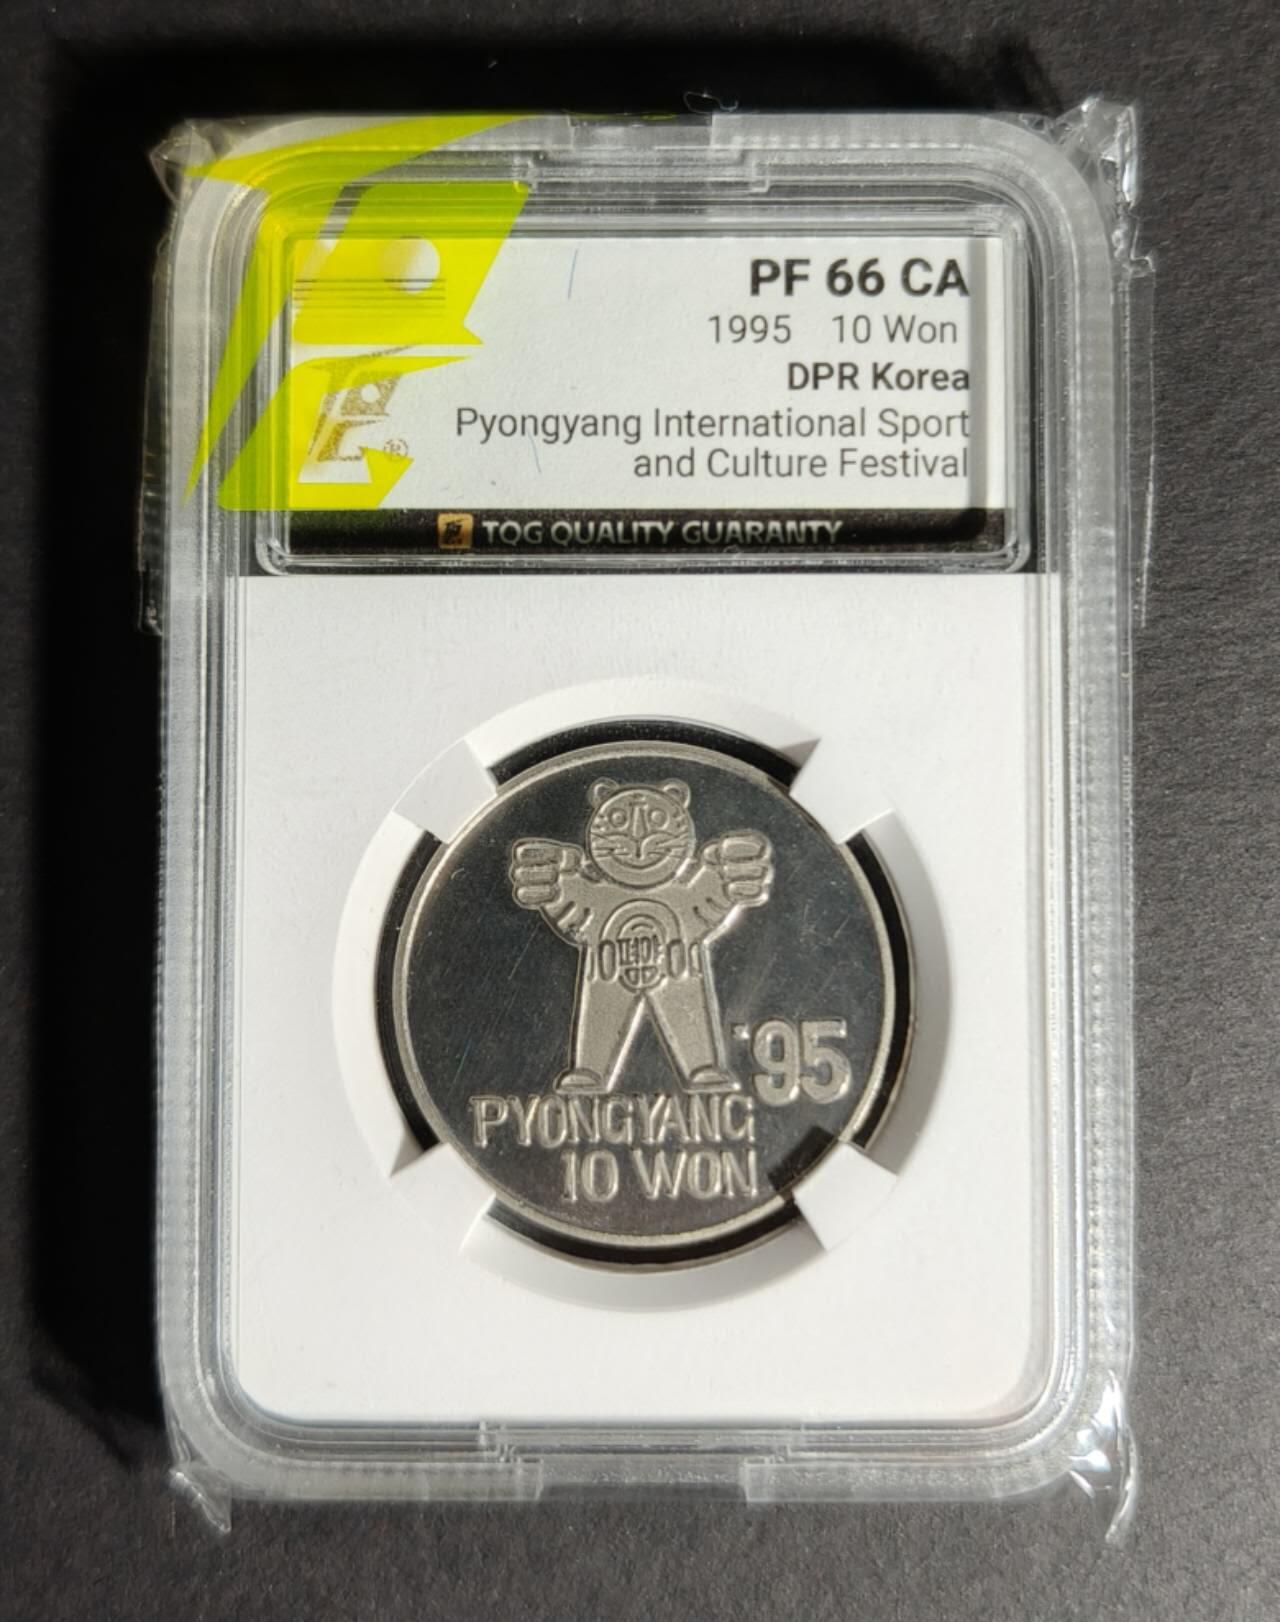 PF 66 CA
1995 10 Won
DPR Korea
Pyongyang International Sport
and Culture Festival
®
TQG QUALITY GUARANTY
'95
PYONGYANG
10 WON